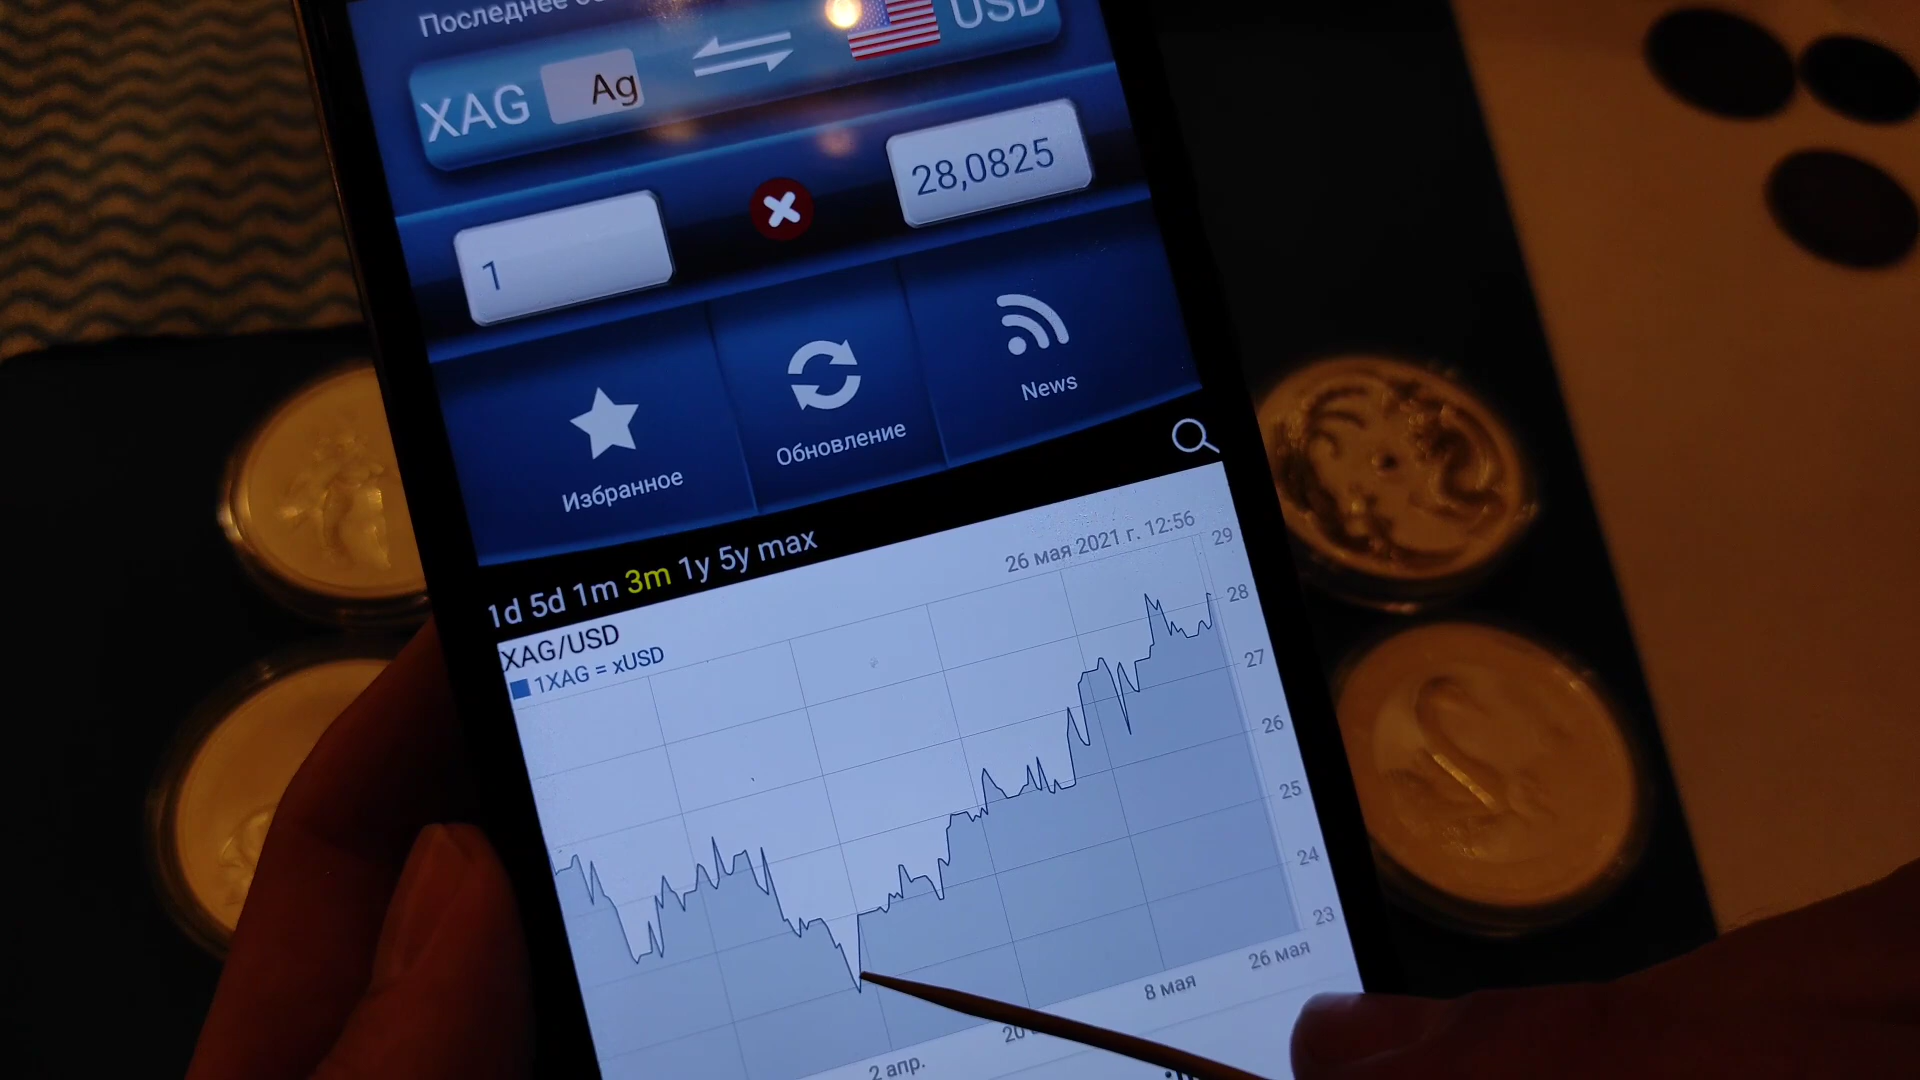 Последнее
XAG Ag USD
1 28,0825
Избранное Обновление News
1d 5d 1m 3m 1y 5y max
26 мая 2021 г. 12:56
XAG/USD
1XAG = xUSD
29
28
27
26
25
24
23
2 апр. 20 8 мая 26 мая